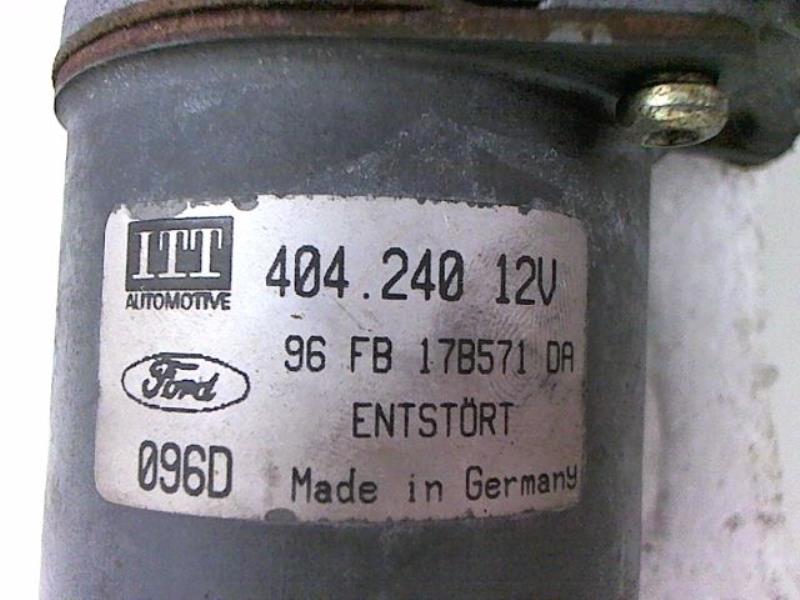 ITT
AUTOMOTIVE
404.240 12V
Ford
96 FB 17B571 DA
ENTSTÖRT
096D
Made in Germany